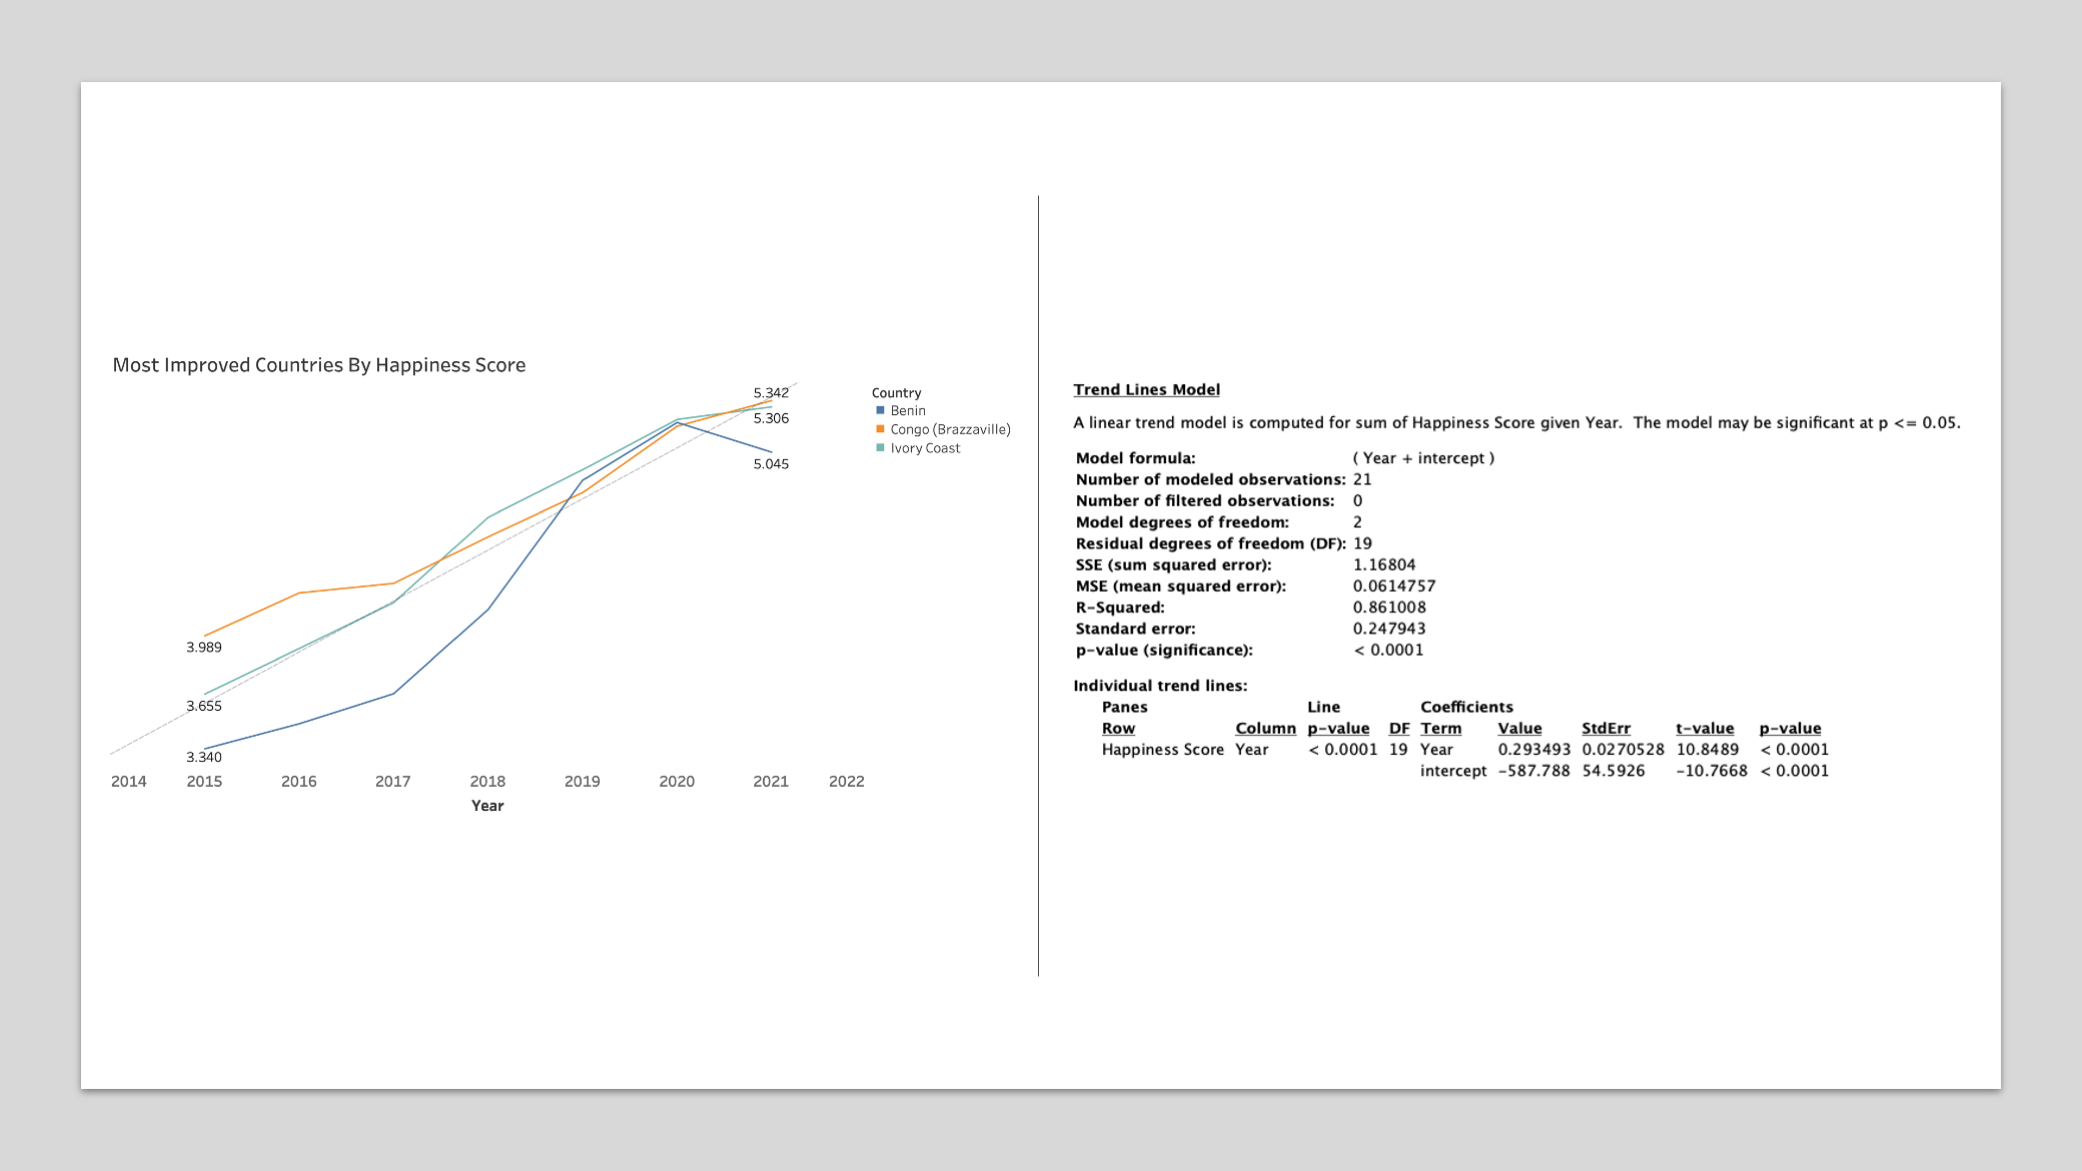 Most Improved Countries By Happiness Score
5.342
5.306
5.045
3.989
3.655
3.340
2014 2015 2016 2017 2018 2019 2020 2021 2022
Year
Country
Benin
Congo (Brazzaville)
Ivory Coast
Trend Lines Model
A linear trend model is computed for sum of Happiness Score given Year. The model may be significant at p <= 0.05.
Model formula: ( Year + intercept )
Number of modeled observations: 21
Number of filtered observations: 0
Model degrees of freedom: 2
Residual degrees of freedom (DF): 19
SSE (sum squared error): 1.16804
MSE (mean squared error): 0.0614757
R-Squared: 0.861008
Standard error: 0.247943
p-value (significance): < 0.0001
Individual trend lines:
Panes Line Coefficients
Row Column p-value DF Term Value StdErr t-value p-value
Happiness Score Year < 0.0001 19 Year 0.293493 0.0270528 10.8489 < 0.0001
intercept -587.788 54.5926 -10.7668 < 0.0001